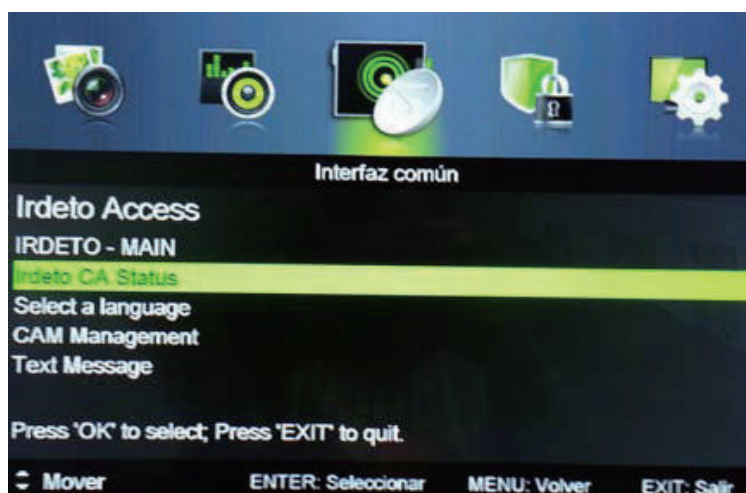 Interfaz común
Irdeto Access
IRDETO - MAIN
Irdeto CA Status
Select a language
CAM Management
Text Message
Press 'OK' to select; Press 'EXIT' to quit.
Mover ENTER: Seleccionar MENU: Volver EXIT: Salir